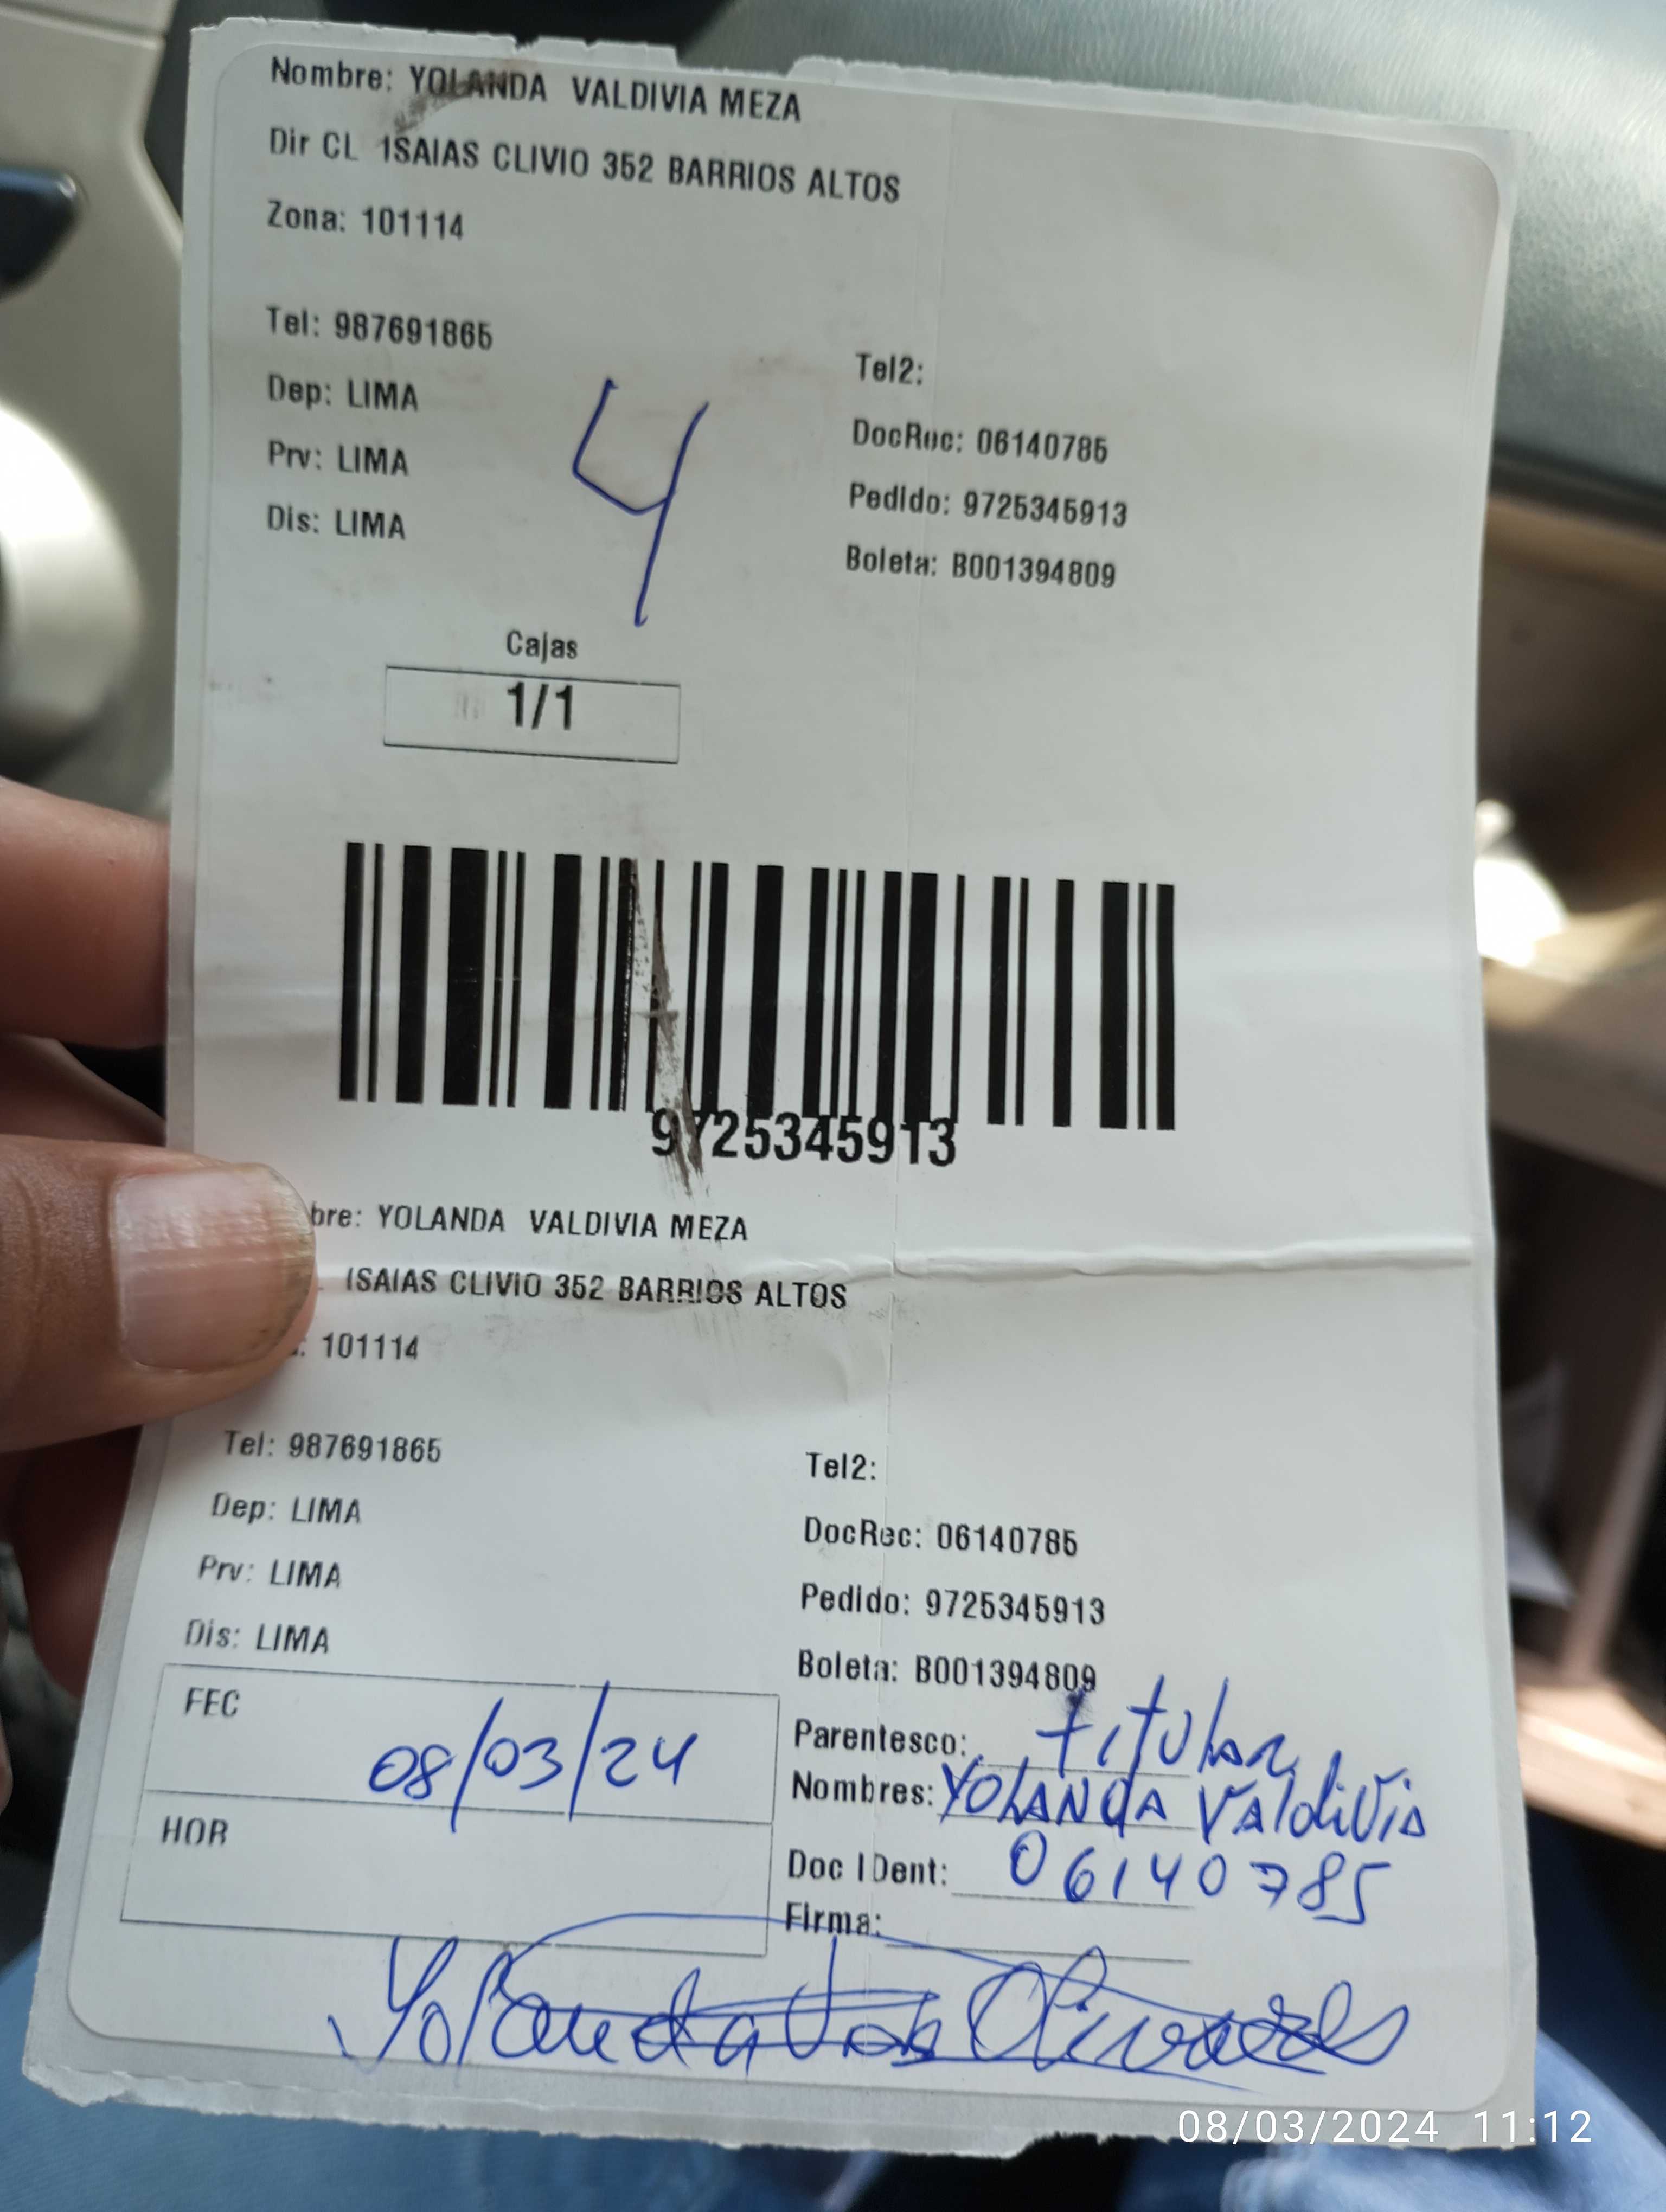 Nombre: YOLANDA VALDIVIA MEZA
Dir CL ISAIAS CLIVIO 352 BARRIOS ALTOS
Zona: 101114
Tel: 987691865
Tel2:
Dep: LIMA
DocRec: 06140785
Prv: LIMA
Pedido: 9725345913
Dis: LIMA
Boleta: B001394809
4
Cajas
1/1
9725345913
bre: YOLANDA VALDIVIA MEZA
ISAIAS CLIVIO 352 BARRIOS ALTOS
: 101114
Tel: 987691865
Tel2:
Dep: LIMA
DocRec: 06140785
Prv: LIMA
Pedido: 9725345913
Dis: LIMA
Boleta: B001394809
FEC 08/03/24
Parentesco: titular
Nombres: YOLANDA Valdivia
HOR
Doc IDent: 06140785
Firma:
Yolanda
08/03/2024 11:12